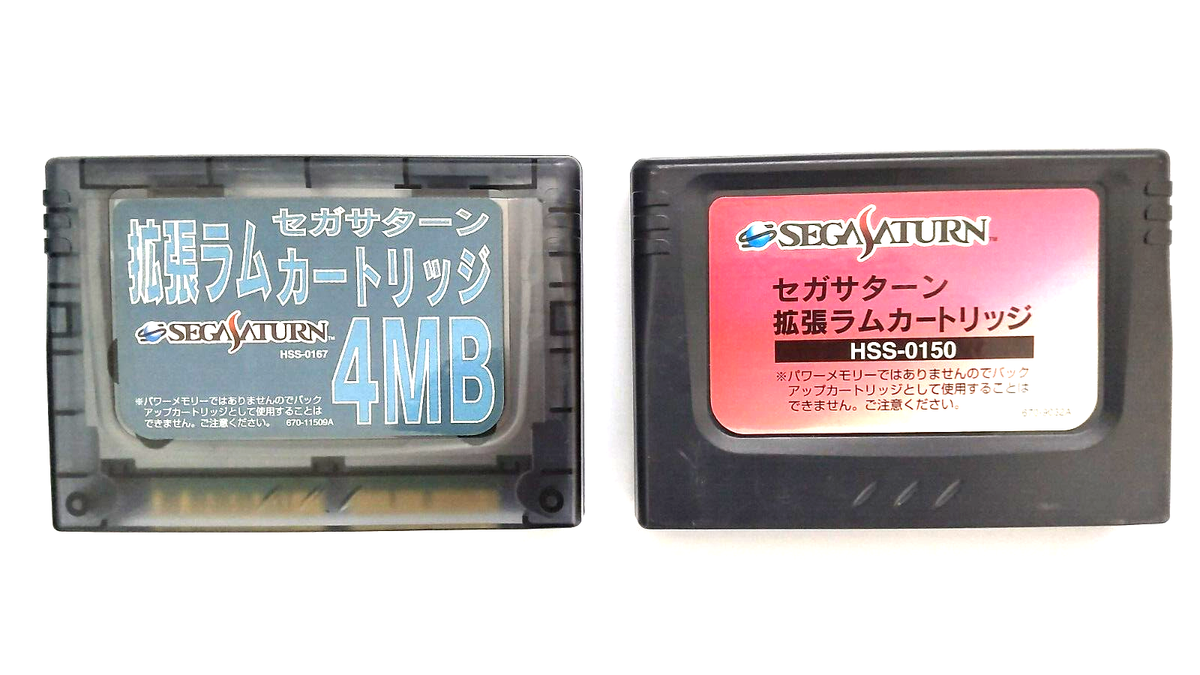 セガサターン
拡張ラムカートリッジ
SEGA SATURN™
HSS-0167
4MB
※パワーメモリーではありませんのでバック
アップカートリッジとして使用することは
できません。ご注意ください。
670-11509A
SEGA SATURN™
セガサターン
拡張ラムカートリッジ
HSS-0150
※パワーメモリーではありませんのでバック
アップカートリッジとして使用することは
できません。ご注意ください。